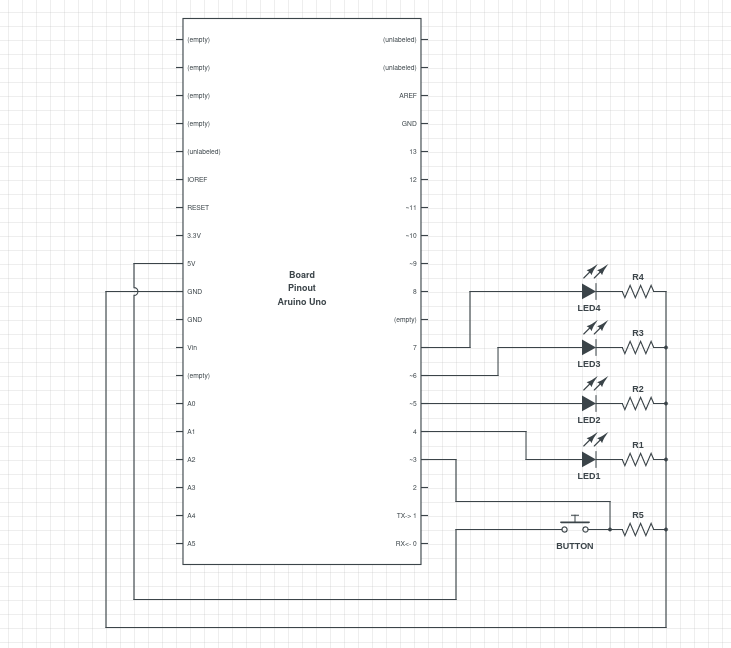 (empty)
(empty)
(empty)
(empty)
(unlabeled)
IOREF
RESET
3.3V
5V
GND
GND
Vin
(empty)
A0
A1
A2
A3
A4
A5
Board
Pinout
Aruino Uno
(unlabeled)
(unlabeled)
AREF
GND
13
12
~11
~10
~9
8
(empty)
7
~6
~5
4
~3
2
TX-> 1
RX<- 0
R4
LED4
R3
LED3
R2
LED2
R1
LED1
R5
BUTTON